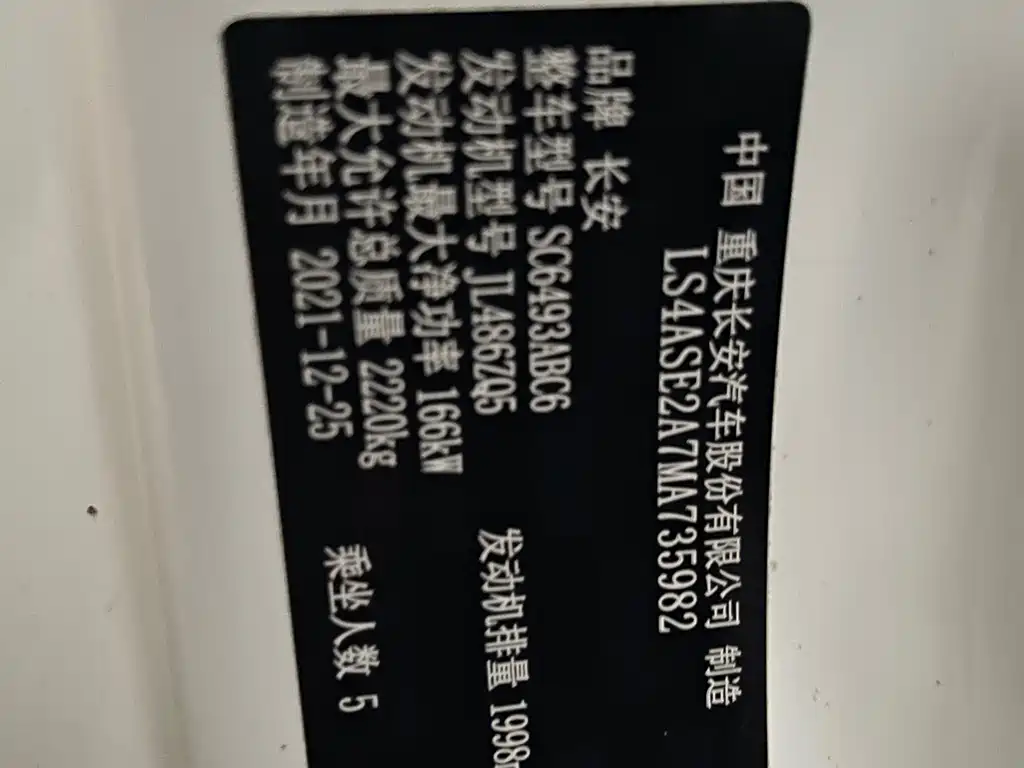 中国 重庆长安汽车股份有限公司 制造
LS4ASE2A7MA735982
品牌 长安
整车型号 SC6493ABC6
发动机型号 JL486ZQ5 发动机排量 1998m
发动机最大净功率 166kW
最大允许总质量 2220kg
制造年月 2021-12-25 乘坐人数 5